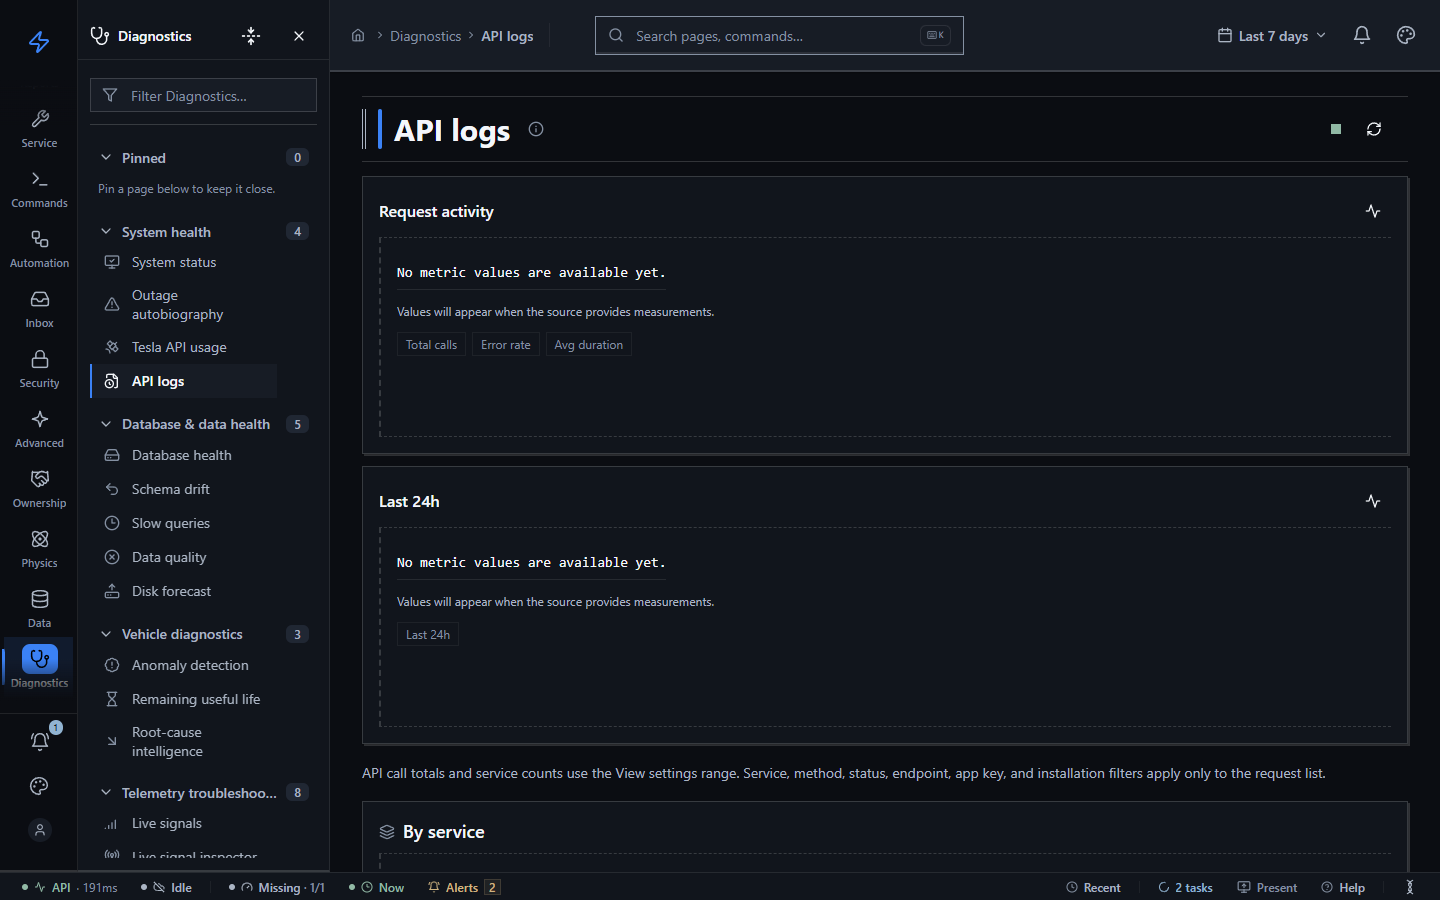 Diagnostics
Diagnostics
API logs
Search pages, commands...
K
Last 7 days
Service
Commands
Automation
Inbox
Security
Advanced
Ownership
Physics
Data
Diagnostics
1
Filter Diagnostics...
Pinned
0
Pin a page below to keep it close.
System health
4
System status
Outage
autobiography
Tesla API usage
API logs
Database & data health
5
Database health
Schema drift
Slow queries
Data quality
Disk forecast
Vehicle diagnostics
3
Anomaly detection
Remaining useful life
Root-cause
intelligence
Telemetry troubleshoo...
8
Live signals
Live signal inspector
API logs
Request activity
No metric values are available yet.
Values will appear when the source provides measurements.
Total calls
Error rate
Avg duration
Last 24h
No metric values are available yet.
Values will appear when the source provides measurements.
Last 24h
API call totals and service counts use the View settings range. Service, method, status, endpoint, app key, and installation filters apply only to the request list.
By service
API · 191ms
Idle
Missing · 1/1
Now
Alerts 2
Recent
2 tasks
Present
Help